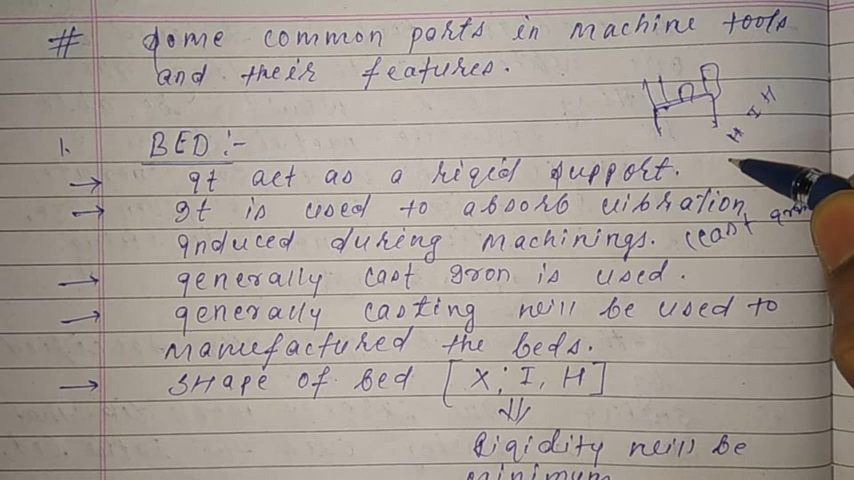 # Some common parts in machine tools
and their features.
1. BED :-
→ It act as a rigid support.
→ It is used to absorb vibration
induced during machinings. (cast
→ generally cast iron is used.
→ generally casting will be used to
manufactured the beds.
→ shape of bed [X, I, H]
⇓
Rigidity will be
minimum
H I H